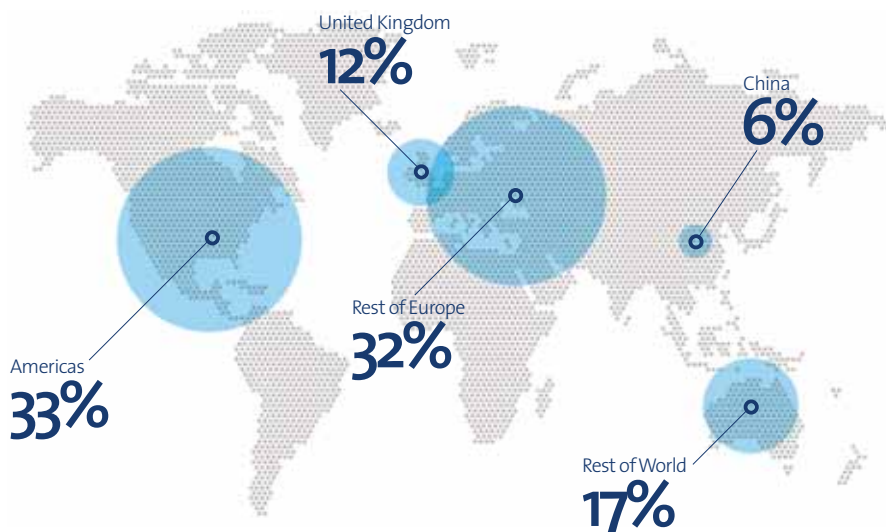 United Kingdom
12%
China
6%
Rest of Europe
32%
Americas
33%
Rest of World
17%